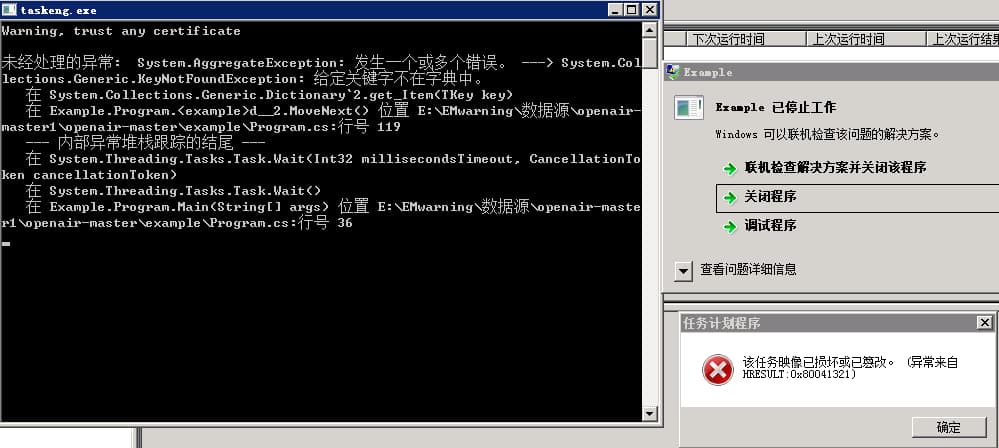 taskeng.exe
Warning, trust any certificate
未经处理的异常: System.AggregateException: 发生一个或多个错误。 ---> System.Col
lections.Generic.KeyNotFoundException: 给定关键字不在字典中。
在 System.Collections.Generic.Dictionary`2.get_Item(TKey key)
在 Example.Program.<example>d__2.MoveNext() 位置 E:\EMwarning\数据源\openair-
master1\openair-master\example\Program.cs:行号 119
--- 内部异常堆栈跟踪的结尾 ---
在 System.Threading.Tasks.Task.Wait(Int32 millisecondsTimeout, CancellationTo
ken cancellationToken)
在 System.Threading.Tasks.Task.Wait()
在 Example.Program.Main(String[] args) 位置 E:\EMwarning\数据源\openair-maste
r1\openair-master\example\Program.cs:行号 36
下次运行时间 上次运行时间 上次运行结果
Example
Example 已停止工作
Windows 可以联机检查该问题的解决方案。
联机检查解决方案并关闭该程序
关闭程序
调试程序
查看问题详细信息
任务计划程序
该任务映像已损坏或已篡改。 (异常来自
HRESULT:0x80041321)
确定